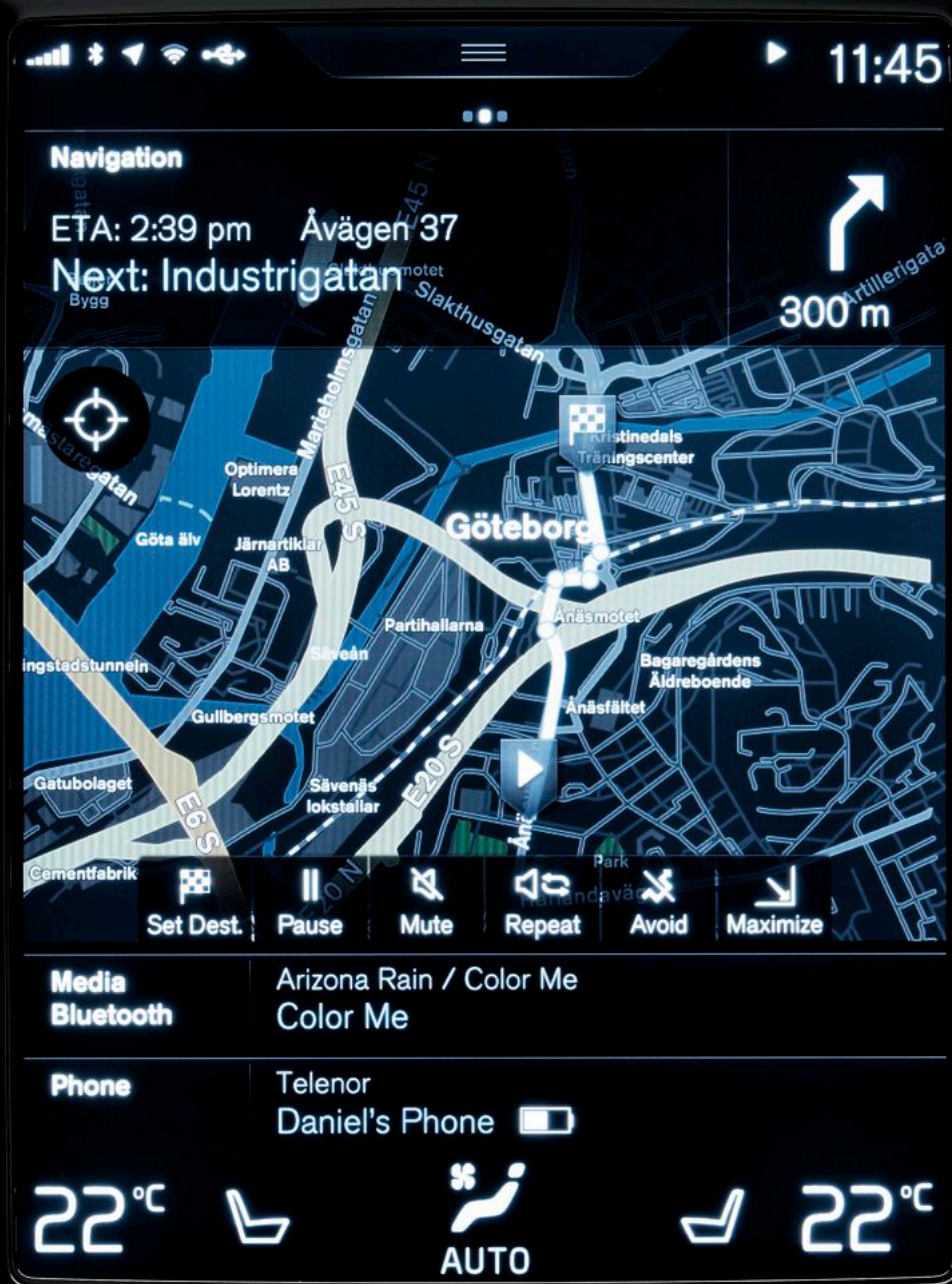 11:45
Navigation
ETA: 2:39 pm Åvägen 37
Next: Industrigatan
300 m
E45 N
Bygg
Slakthusgatan
Artillerigata
Marieholmsgatan
Kristinedals
Träningscenter
Optimera
Lorentz
E45 S
Göteborg
Göta älv
Järnartiklar
AB
Ånäsmotet
Partihallarna
Säveån
ingstadstunneln
Bagaregårdens
Äldreboende
Gullbergsmotet
Ånäsfältet
E20 S
Gatubolaget
Sävenäs
lokstallar
E6 S
Cementfabrik
Park
E20 N
Set Dest.
Pause
Mute
Repeat
Avoid
Maximize
Media
Bluetooth
Arizona Rain / Color Me
Color Me
Phone
Telenor
Daniel's Phone
22°C
AUTO
22°C